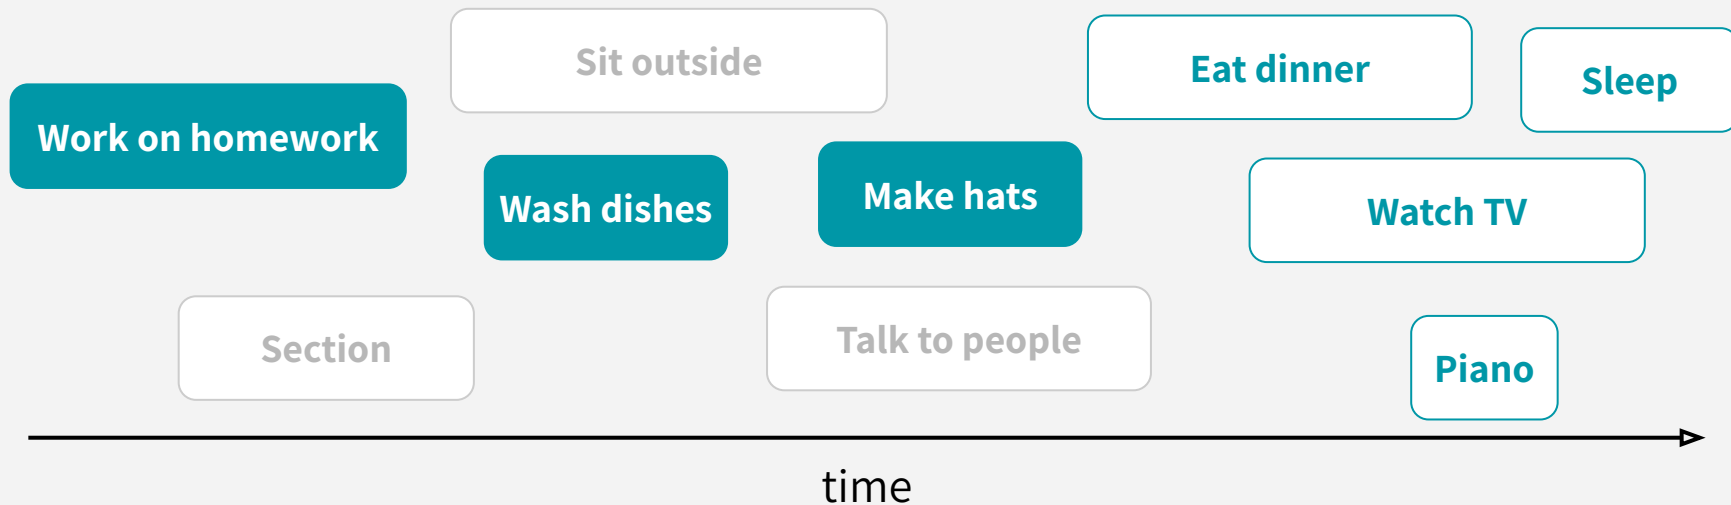 Sit outside
Eat dinner
Sleep
Work on homework
Wash dishes
Make hats
Watch TV
Section
Talk to people
Piano
time